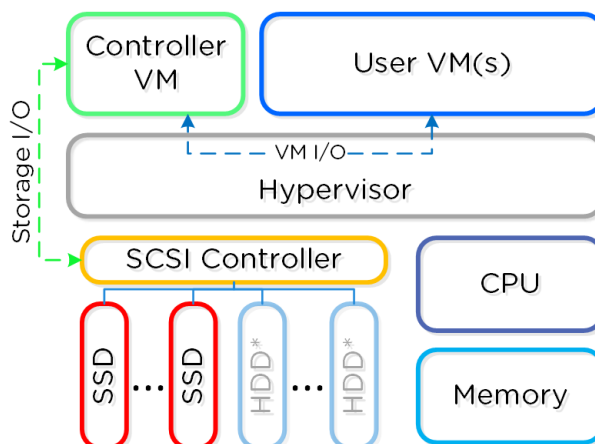 Controller
VM
User VM(s)
Storage I/O
VM I/O
Hypervisor
SCSI Controller
CPU
SSD
...
SSD
HDD*
...
HDD*
Memory